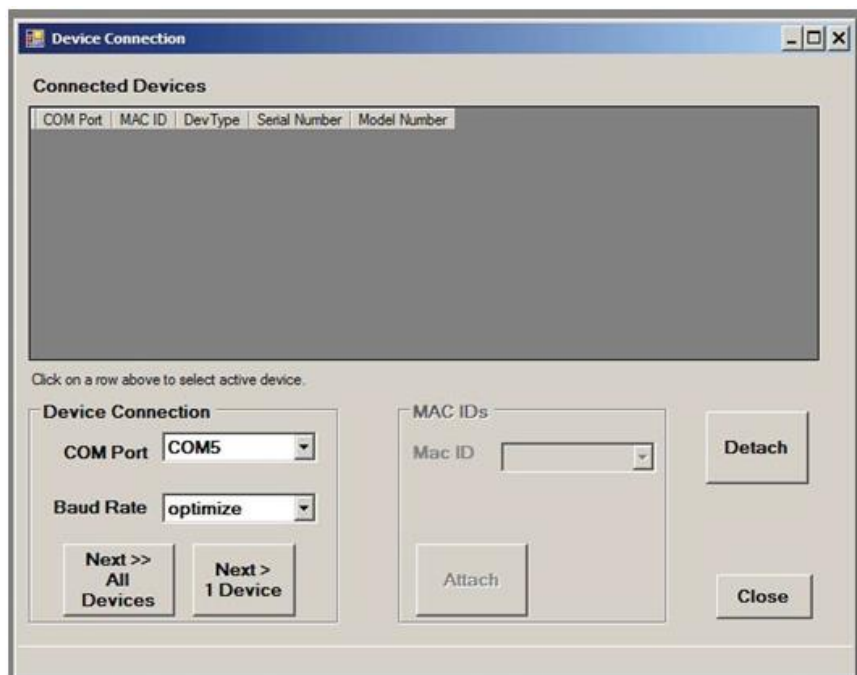 Device Connection
Connected Devices
COM Port MAC ID DevType Serial Number Model Number
Click on a row above to select active device.
Device Connection
COM Port COM5
Baud Rate optimize
Next >>
All
Devices
Next >
1 Device
MAC IDs
Mac ID
Attach
Detach
Close